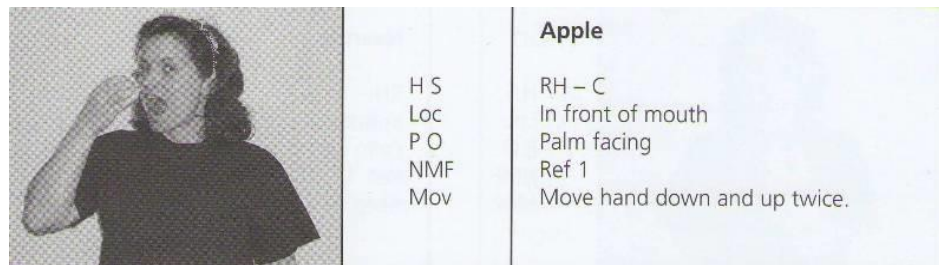 Apple
H S RH – C
Loc In front of mouth
P O Palm facing
NMF Ref 1
Mov Move hand down and up twice.